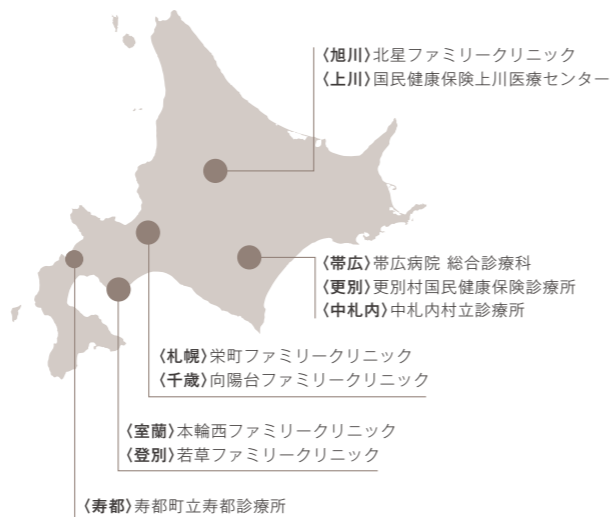 〈旭川〉北星ファミリークリニック
〈上川〉国民健康保険上川医療センター
〈帯広〉帯広病院 総合診療科
〈更別〉更別村国民健康保険診療所
〈中札内〉中札内村立診療所
〈札幌〉栄町ファミリークリニック
〈千歳〉向陽台ファミリークリニック
〈室蘭〉本輪西ファミリークリニック
〈登別〉若草ファミリークリニック
〈寿都〉寿都町立寿都診療所